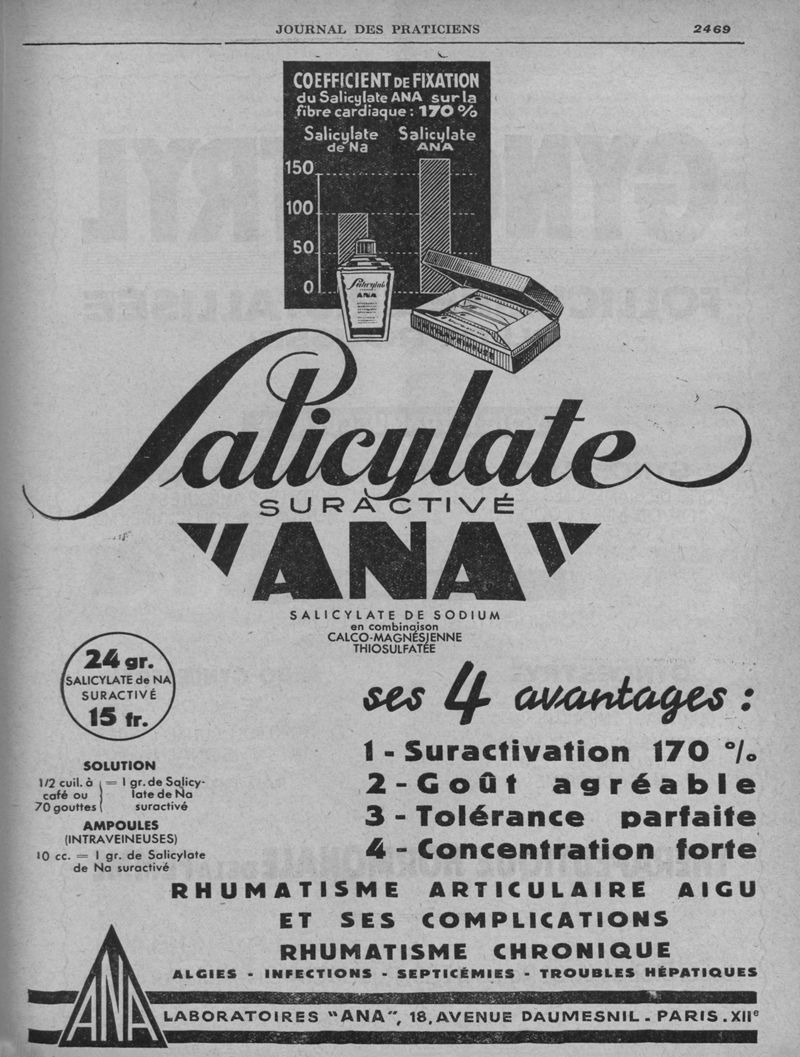 JOURNAL DES PRATICIENS 2469
COEFFICIENT DE FIXATION
du Salicylate ANA sur la
fibre cardiaque : 170 %
Salicylate Salicylate
de Na ANA
150
100
50
0
Salicylate
ANA
Salicylate
SURACTIVÉ
"ANA"
SALICYLATE DE SODIUM
en combinaison
CALCO-MAGNÉSIENNE
THIOSULFATÉE
24 gr.
SALICYLATE de NA
SURACTIVÉ
15 fr.
SOLUTION
1/2 cuil. à } = 1 gr. de Salicy-
café ou } late de Na
70 gouttes } suractivé
AMPOULES
(INTRAVEINEUSES)
10 cc. = 1 gr. de Salicylate
de Na suractivé
ses 4 avantages :
1 - Suractivation 170 %
2 - Goût agréable
3 - Tolérance parfaite
4 - Concentration forte
RHUMATISME ARTICULAIRE AIGU
ET SES COMPLICATIONS
RHUMATISME CHRONIQUE
ALGIES - INFECTIONS - SEPTICÉMIES - TROUBLES HÉPATIQUES
ANA
LABORATOIRES "ANA", 18, AVENUE DAUMESNIL - PARIS. XIIe